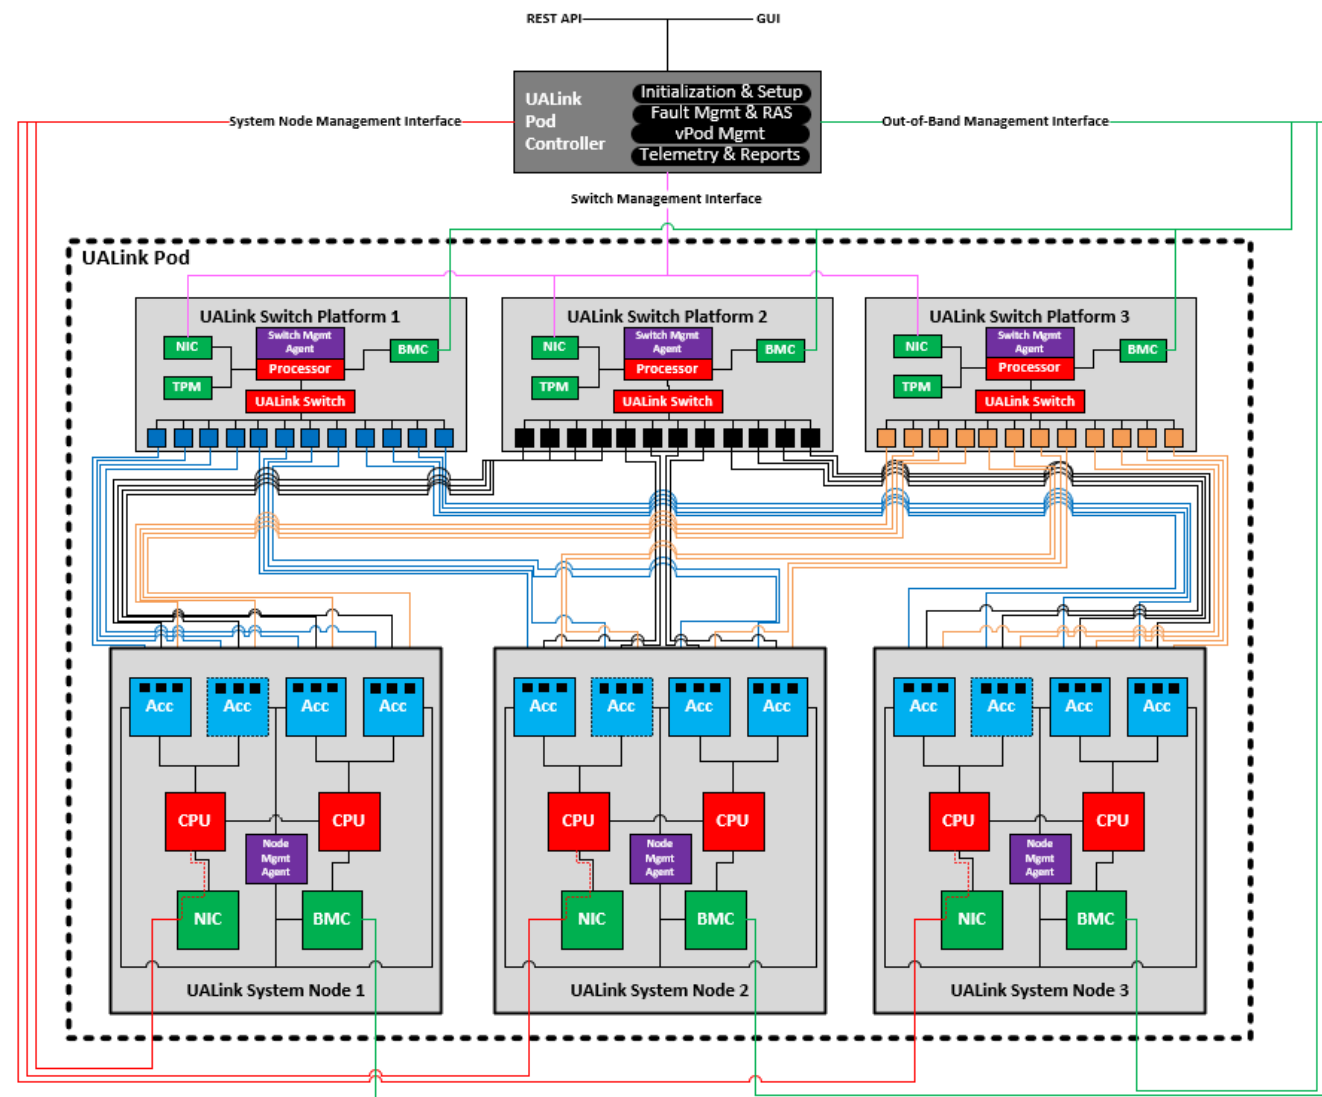 REST API
GUI
UALink
Pod
Controller
Initialization & Setup
Fault Mgmt & RAS
vPod Mgmt
Telemetry & Reports
System Node Management Interface
Out-of-Band Management Interface
Switch Management Interface
UALink Pod
UALink Switch Platform 1
Switch Mgmt
Agent
NIC
BMC
Processor
TPM
UALink Switch
UALink Switch Platform 2
Switch Mgmt
Agent
NIC
BMC
Processor
TPM
UALink Switch
UALink Switch Platform 3
Switch Mgmt
Agent
NIC
BMC
Processor
TPM
UALink Switch
Acc
Acc
Acc
Acc
CPU
CPU
Node
Mgmt
Agent
NIC
BMC
UALink System Node 1
Acc
Acc
Acc
Acc
CPU
CPU
Node
Mgmt
Agent
NIC
BMC
UALink System Node 2
Acc
Acc
Acc
Acc
CPU
CPU
Node
Mgmt
Agent
NIC
BMC
UALink System Node 3